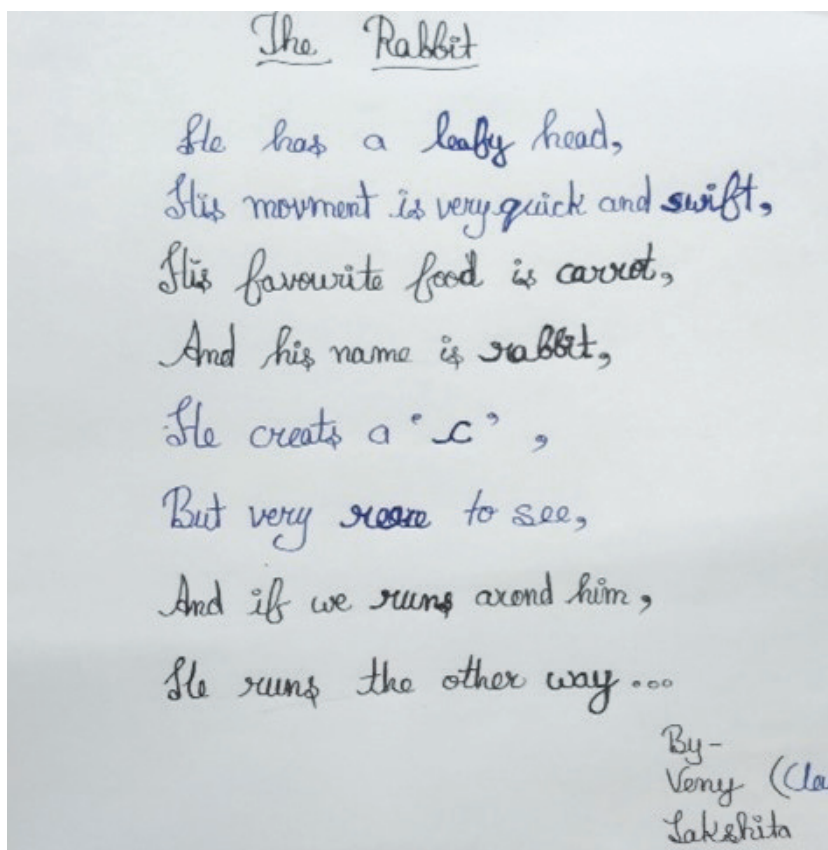 The Rabbit
He has a leafy head,
His movment is very quick and swift,
His favourite food is carrot,
And his name is rabbit,
He creats a 'c' ,
But very to see,
And if we runs arond him,
He runs the other way...
By-
Veny (Cla
Lakshita